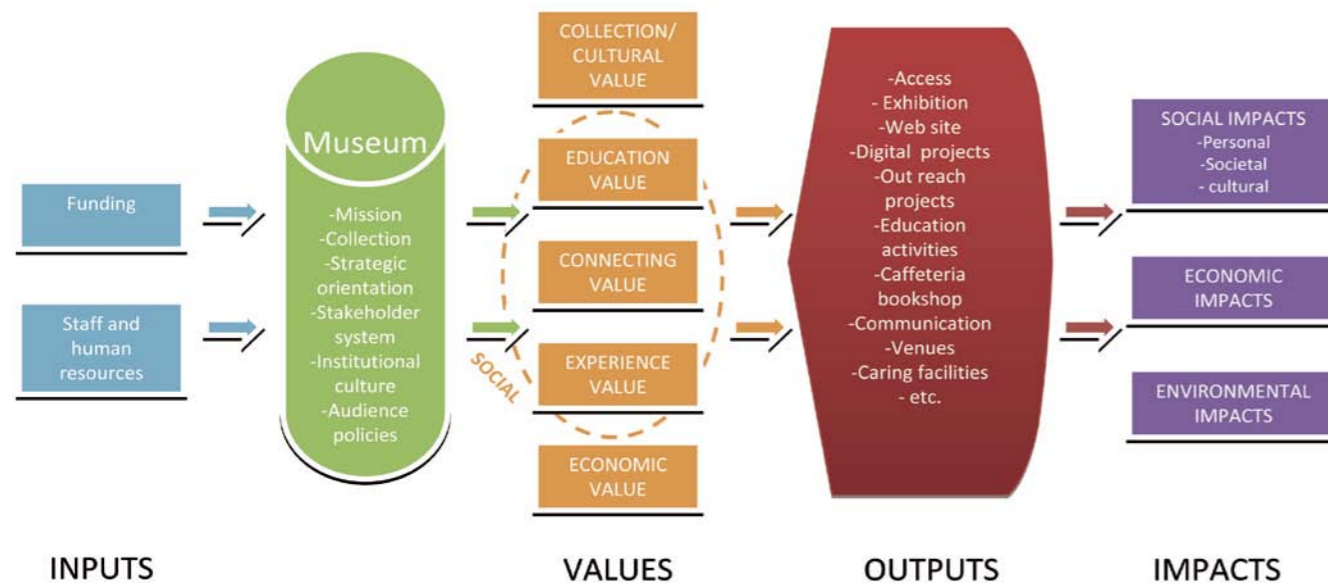 Funding
Staff and
human
resources
INPUTS
Museum
-Mission
-Collection
-Strategic
orientation
-Stakeholder
system
-Institutional
culture
-Audience
policies
COLLECTION/
CULTURAL
VALUE
EDUCATION
VALUE
CONNECTING
VALUE
EXPERIENCE
VALUE
SOCIAL
ECONOMIC
VALUE
VALUES
-Access
- Exhibition
-Web site
-Digital projects
-Out reach
projects
-Education
activities
-Caffeteria
bookshop
-Communication
-Venues
-Caring facilities
- etc.
OUTPUTS
SOCIAL IMPACTS
-Personal
-Societal
- cultural
ECONOMIC
IMPACTS
ENVIRONMENTAL
IMPACTS
IMPACTS